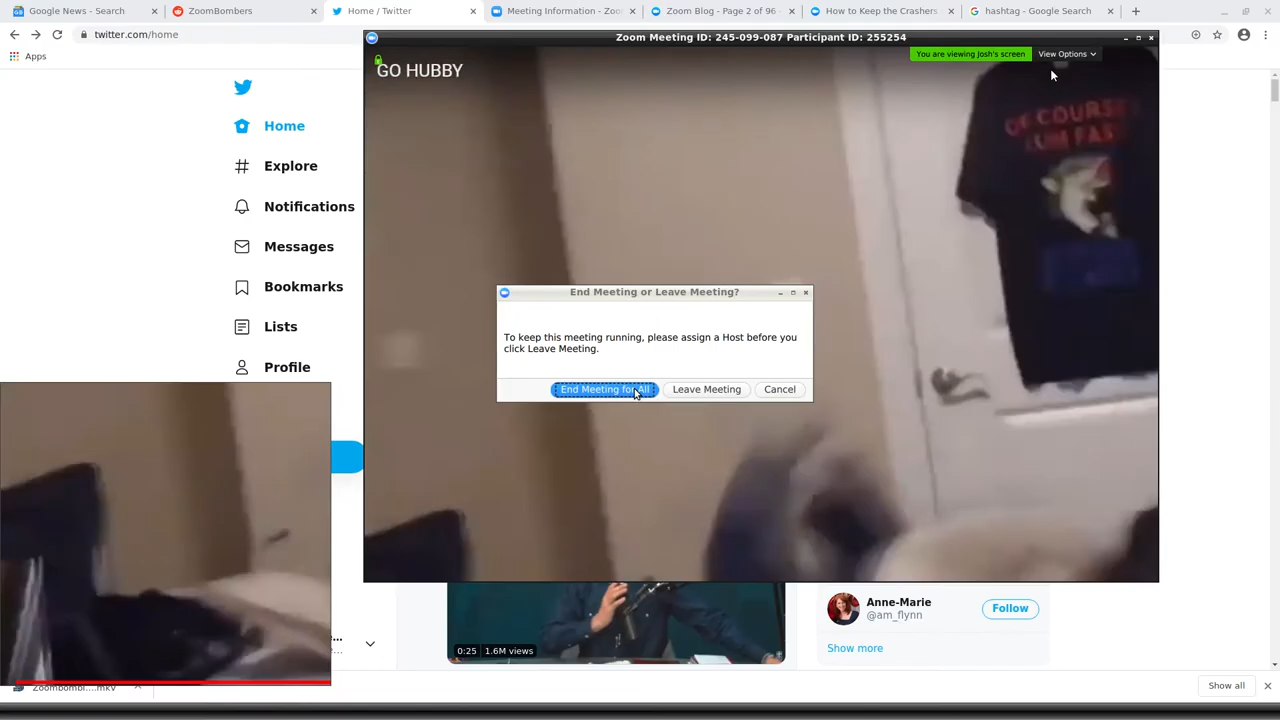 Google News - Search
ZoomBombers
Home / Twitter
Meeting Information - Zoo
Zoom Blog - Page 2 of 96
How to Keep the Crashers
hashtag - Google Search
twitter.com/home
Apps
Zoom Meeting ID: 245-099-087 Participant ID: 255254
You are viewing Josh's screen
View Options
GO HUBBY
OF COURSE
Home
Explore
Notifications
Messages
Bookmarks
Lists
Profile
End Meeting or Leave Meeting?
To keep this meeting running, please assign a Host before you
click Leave Meeting.
End Meeting for All
Leave Meeting
Cancel
0:25
1.6M views
Anne-Marie
@am_flynn
Follow
Show more
Zoombombi....mkv
Show all